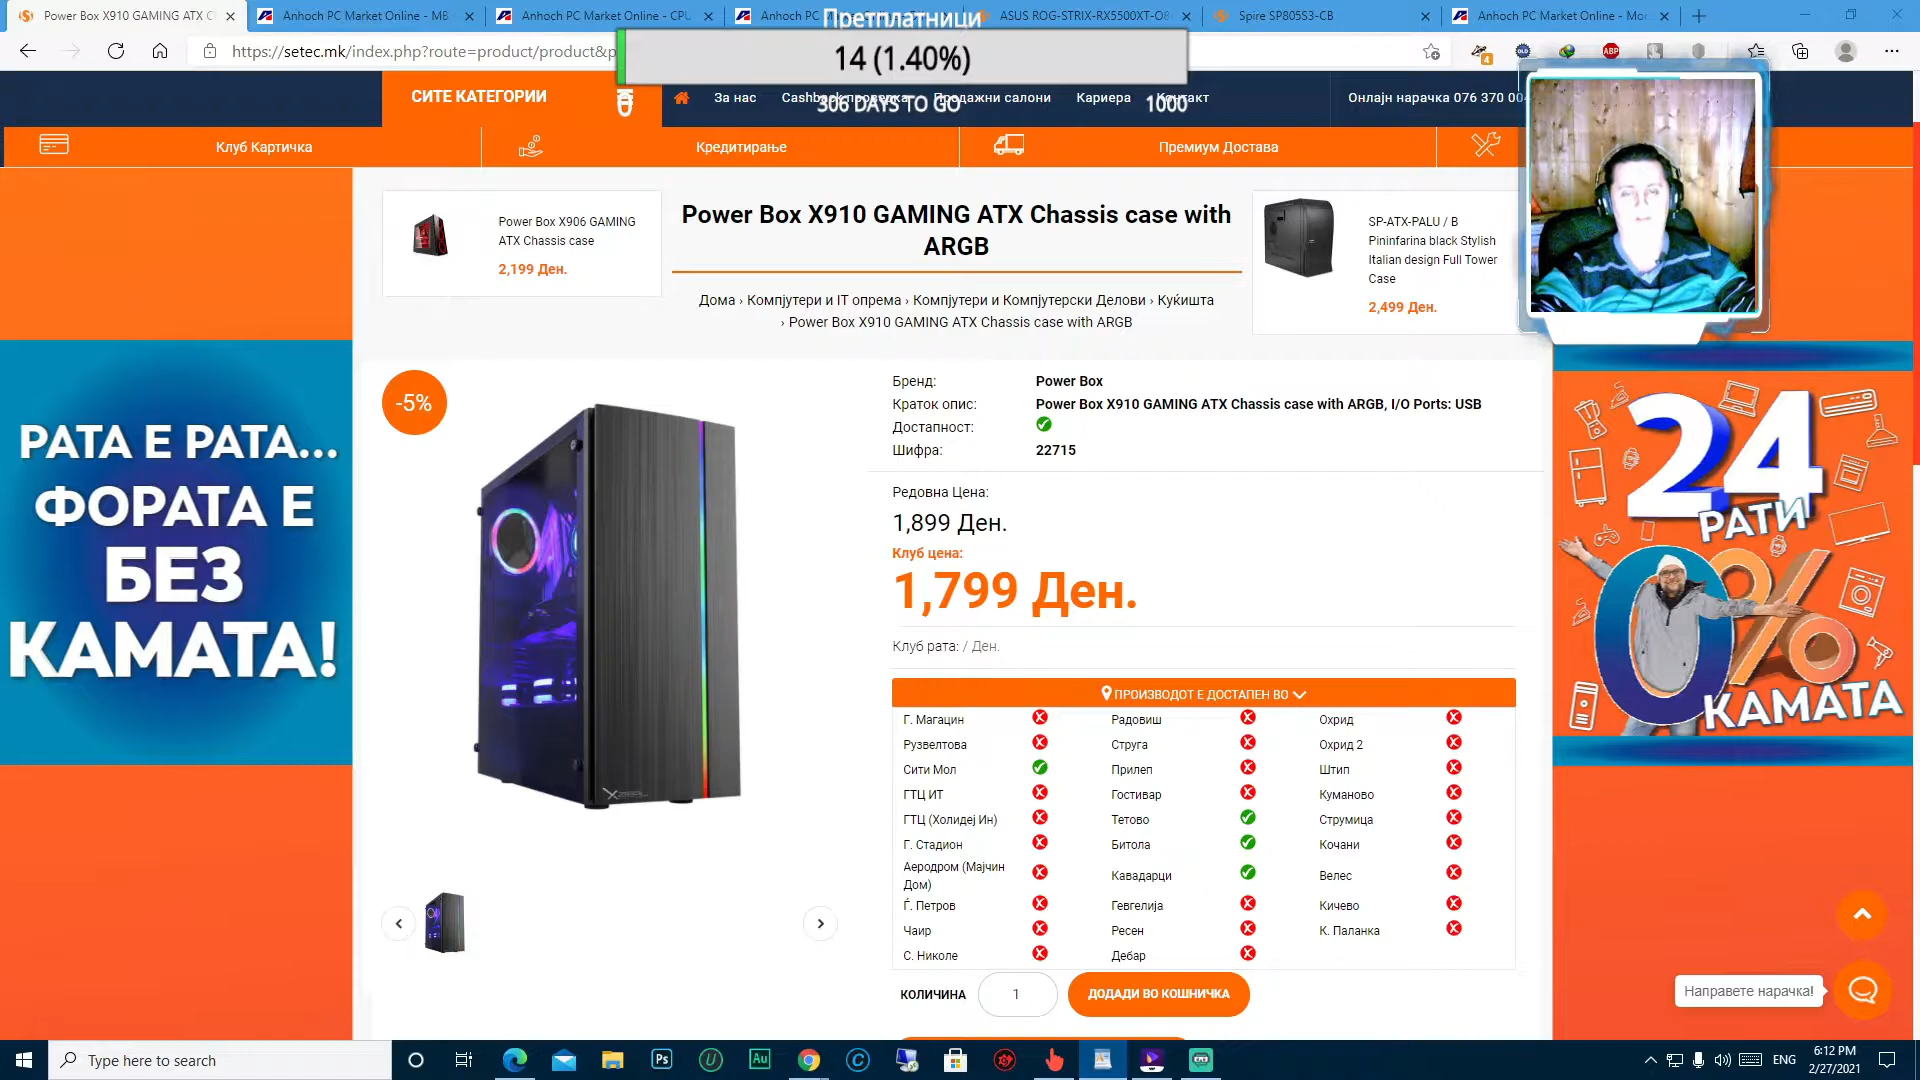 Power Box X910 GAMING ATX C
Anhoch PC Market Online - MB
Anhoch PC Market Online - CPU
Anhoch PC M
ASUS ROG-STRIX-RX5500XT-O8
Spire SP805S3-CB
Anhoch PC Market Online - Мос
Претплатници
https://setec.mk/index.php?route=product/product&p
14 (1.40%)
ABP
4
СИТЕ КАТЕГОРИИ
0
За нас
Cashback проверка
Продажни салони
Кариера
Контакт
306 DAYS TO GO
1000
Онлајн нарачка 076 370 00
Клуб Картичка
Кредитирање
Премиум Достава
Power Box X906 GAMING
ATX Chassis case
2,199 Ден.
Power Box X910 GAMING ATX Chassis case with
ARGB
Дома › Компјутери и IT опрема › Компјутери и Компјутерски Делови › Куќишта
› Power Box X910 GAMING ATX Chassis case with ARGB
SP-ATX-PALU / B
Pininfarina black Stylish
Italian design Full Tower
Case
2,499 Ден.
РАТА Е РАТА...
ФОРАТА Е
БЕЗ
КАМАТА!
-5%
Бренд: Power Box
Краток опис: Power Box X910 GAMING ATX Chassis case with ARGB, I/O Ports: USB
Достапност:
Шифра: 22715
Редовна Цена:
1,899 Ден.
Клуб цена:
1,799 Ден.
Клуб рата: / Ден.
ПРОИЗВОДОТ Е ДОСТАПЕН ВО
Г. Магацин Радовиш Охрид
Рузвелтова Струга Охрид 2
Сити Мол Прилеп Штип
ГТЦ ИТ Гостивар Куманово
ГТЦ (Холидеј Ин) Тетово Струмица
Г. Стадион Битола Кочани
Аеродром (Мајчин
Дом) Кавадарци Велес
Ѓ. Петров Гевгелија Кичево
Чаир Ресен К. Паланка
С. Николе Дебар
КОЛИЧИНА 1 ДОДАДИ ВО КОШНИЧКА
24
РАТИ
0%
КАМАТА
Направете нарачка!
Type here to search
Ps
Au
ENG
6:12 PM
2/27/2021